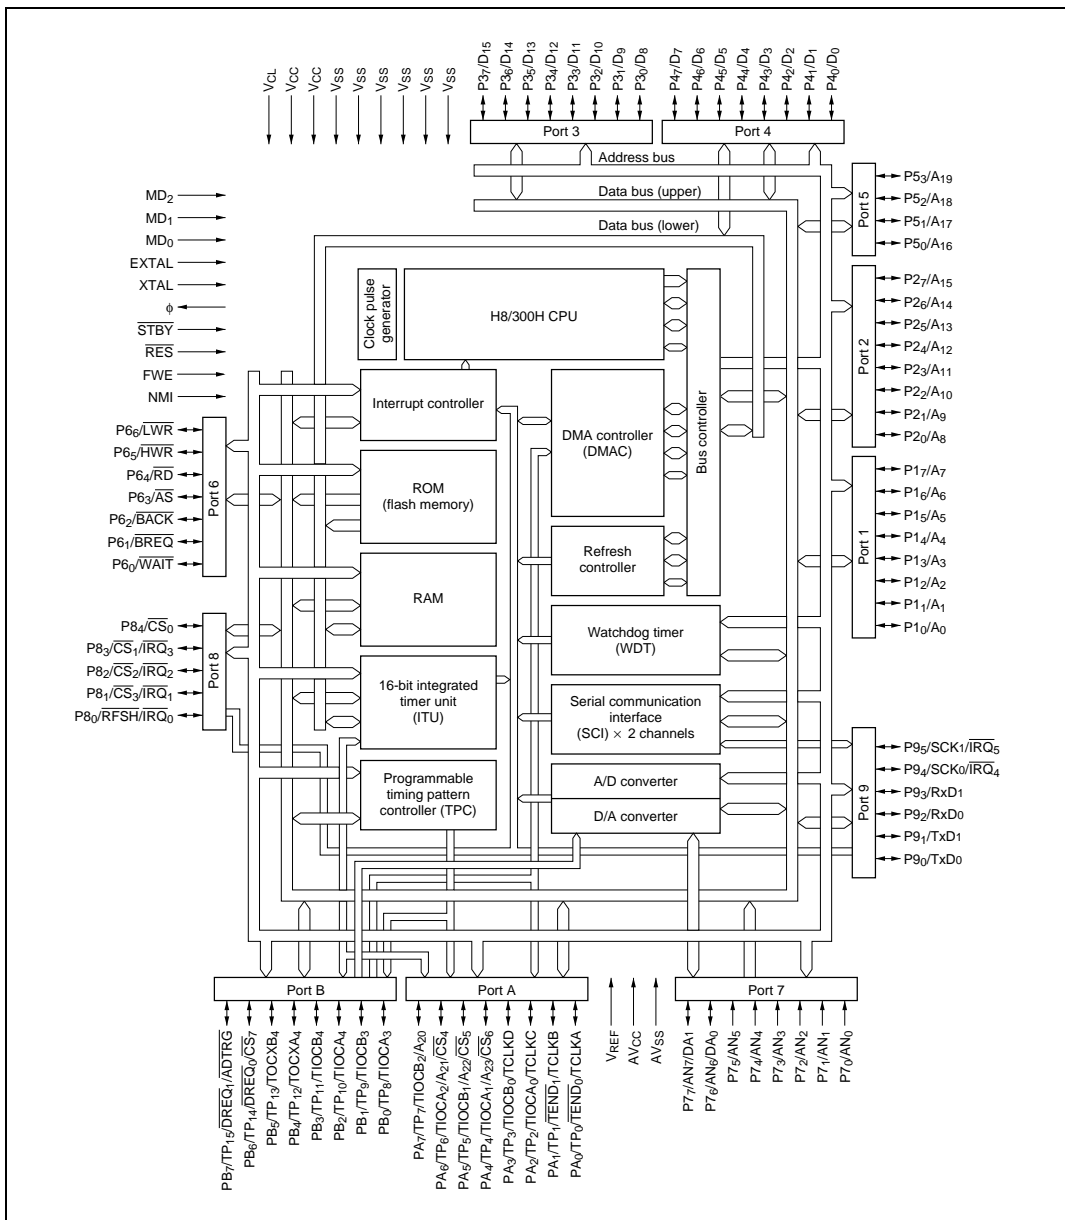 VCL
VCC
VCC
VSS
VSS
VSS
VSS
VSS
VSS
P37/D15
P36/D14
P35/D13
P34/D12
P33/D11
P32/D10
P31/D9
P30/D8
P47/D7
P46/D6
P45/D5
P44/D4
P43/D3
P42/D2
P41/D1
P40/D0
Port 3
Port 4
Address bus
Data bus (upper)
Data bus (lower)
MD2
MD1
MD0
EXTAL
XTAL
ϕ
STBY
RES
FWE
NMI
P66/LWR
P65/HWR
P64/RD
P63/AS
P62/BACK
P61/BREQ
P60/WAIT
Port 6
P84/CS0
P83/CS1/IRQ3
P82/CS2/IRQ2
P81/CS3/IRQ1
P80/RFSH/IRQ0
Port 8
Clock pulse
generator
H8/300H CPU
Interrupt controller
ROM
(flash memory)
RAM
16-bit integrated
timer unit
(ITU)
Programmable
timing pattern
controller (TPC)
DMA controller
(DMAC)
Bus controller
Refresh
controller
Watchdog timer
(WDT)
Serial communication
interface
(SCI) × 2 channels
A/D converter
D/A converter
Port 5
P53/A19
P52/A18
P51/A17
P50/A16
Port 2
P27/A15
P26/A14
P25/A13
P24/A12
P23/A11
P22/A10
P21/A9
P20/A8
Port 1
P17/A7
P16/A6
P15/A5
P14/A4
P13/A3
P12/A2
P11/A1
P10/A0
Port 9
P95/SCK1/IRQ5
P94/SCK0/IRQ4
P93/RxD1
P92/RxD0
P91/TxD1
P90/TxD0
Port B
Port A
Port 7
PB7/TP15/DREQ1/ADTRG
PB6/TP14/DREQ0/CS7
PB5/TP13/TOCXB4
PB4/TP12/TOCXA4
PB3/TP11/TIOCB4
PB2/TP10/TIOCA4
PB1/TP9/TIOCB3
PB0/TP8/TIOCA3
PA7/TP7/TIOCB2/A20
PA6/TP6/TIOCA2/A21/CS4
PA5/TP5/TIOCB1/A22/CS5
PA4/TP4/TIOCA1/A23/CS6
PA3/TP3/TIOCB0/TCLKD
PA2/TP2/TIOCA0/TCLKC
PA1/TP1/TEND1/TCLKB
PA0/TP0/TEND0/TCLKA
VREF
AVCC
AVSS
P77/AN7/DA1
P76/AN6/DA0
P75/AN5
P74/AN4
P73/AN3
P72/AN2
P71/AN1
P70/AN0